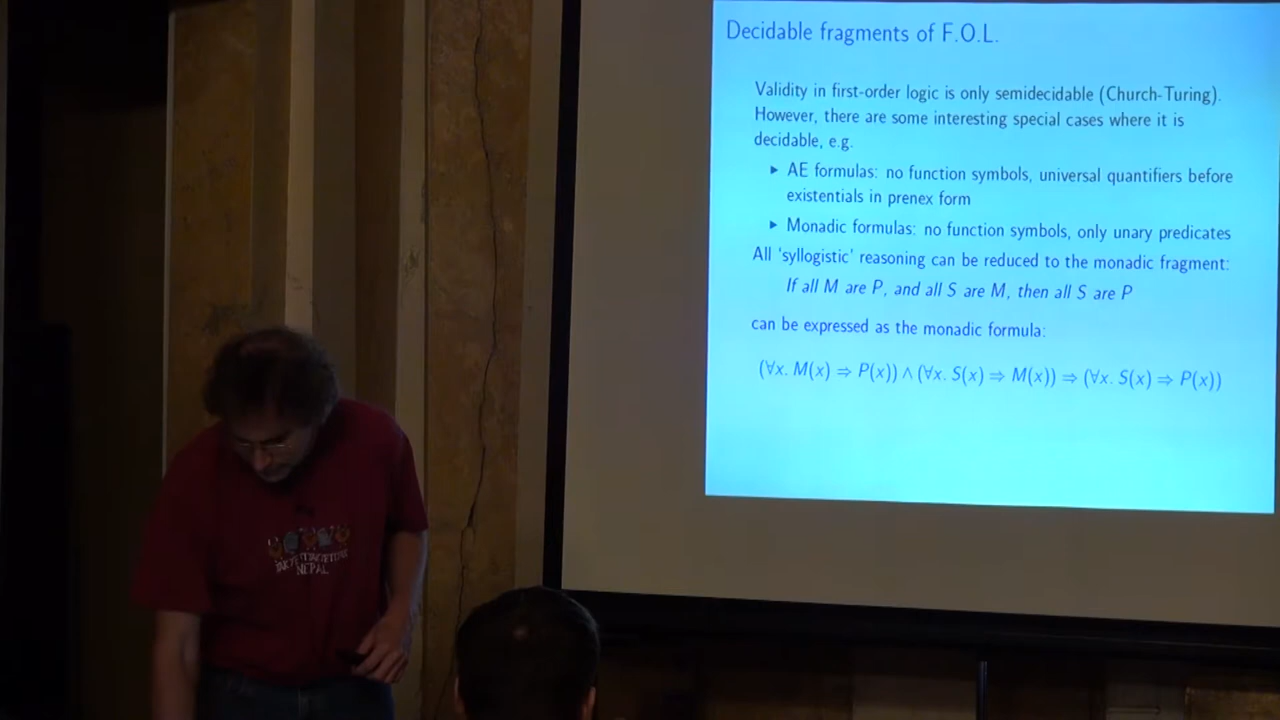 Decidable fragments of F.O.L.
Validity in first-order logic is only semidecidable (Church-Turing).
However, there are some interesting special cases where it is
decidable, e.g.
▶ AE formulas: no function symbols, universal quantifiers before
existentials in prenex form
▶ Monadic formulas: no function symbols, only unary predicates
All ‘syllogistic’ reasoning can be reduced to the monadic fragment:
If all M are P, and all S are M, then all S are P
can be expressed as the monadic formula:
(∀x. M(x) ⇒ P(x)) ∧ (∀x. S(x) ⇒ M(x)) ⇒ (∀x. S(x) ⇒ P(x))
NEPAL